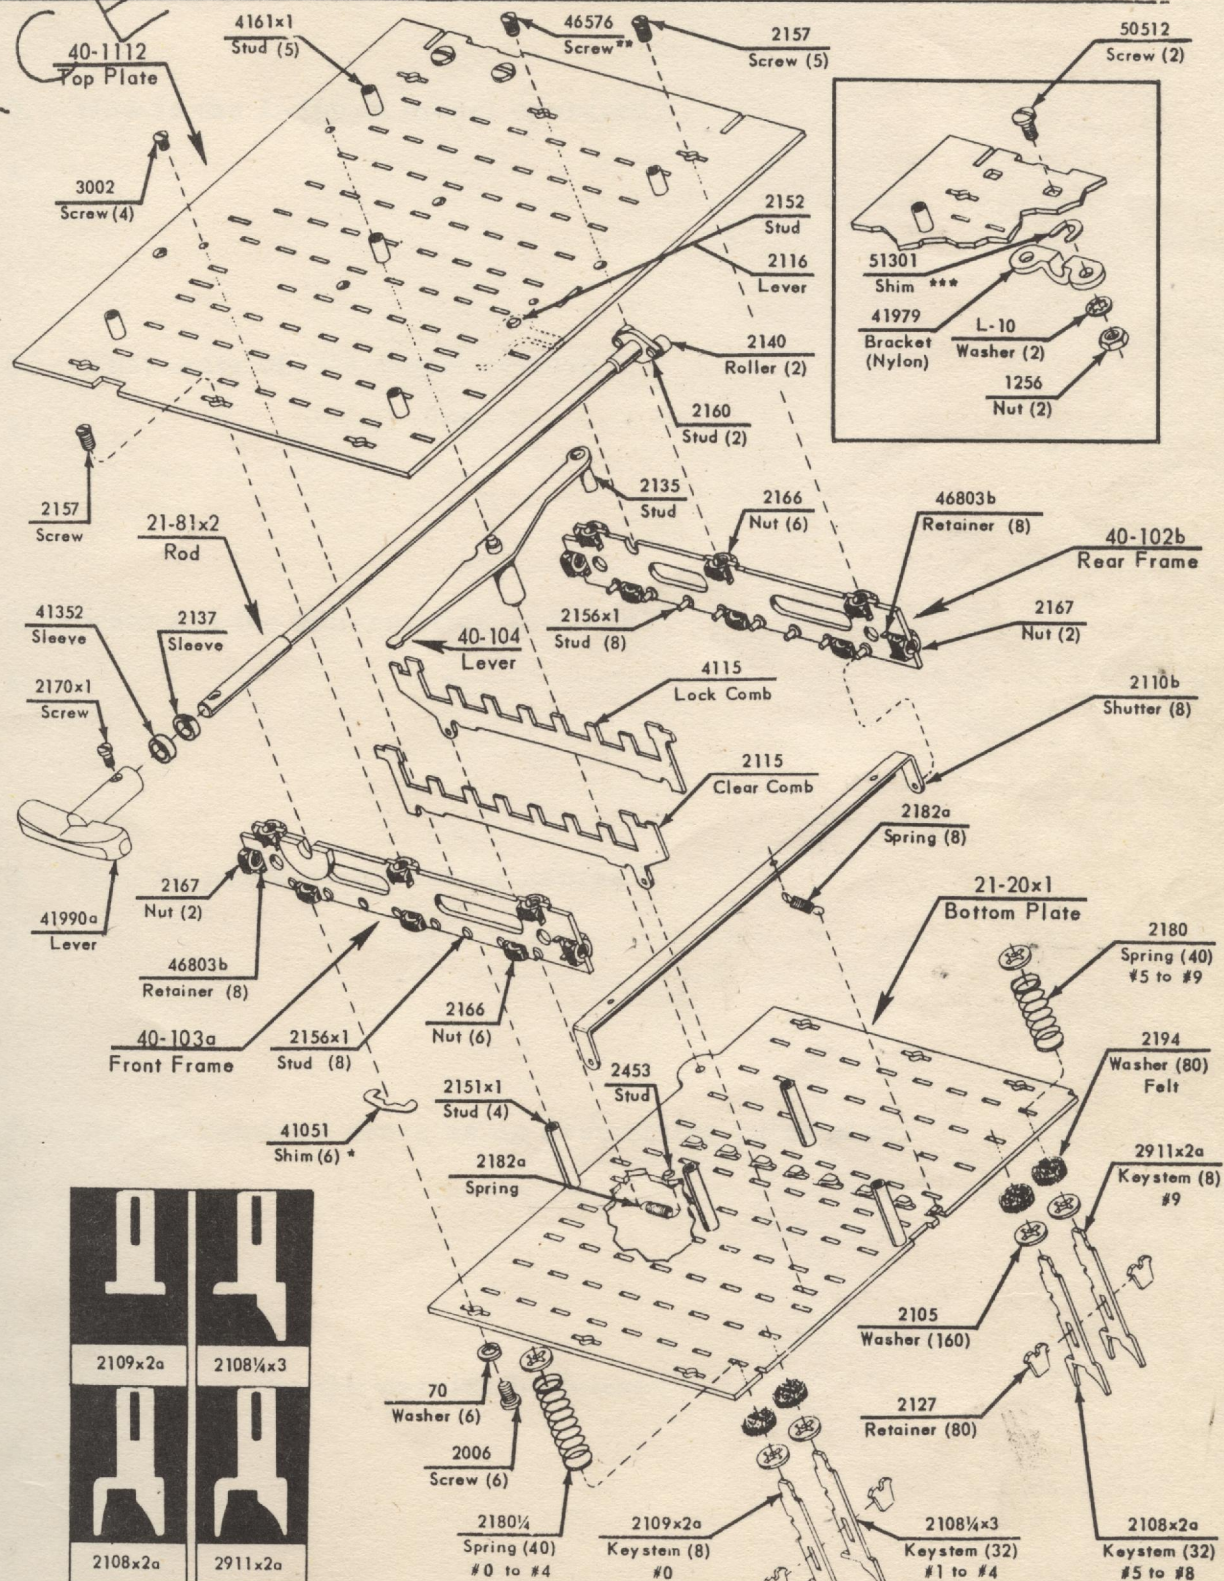 CE
4161x1
Stud (5)
46576
Screw**
2157
Screw (5)
50512
Screw (2)
40-1112
Top Plate
3002
Screw (4)
2152
Stud
2116
Lever
51301
Shim ***
41979
Bracket
(Nylon)
L-10
Washer (2)
1256
Nut (2)
2140
Roller (2)
2160
Stud (2)
2157
Screw
21-81x2
Rod
2135
Stud
2166
Nut (6)
46803b
Retainer (8)
40-102b
Rear Frame
41352
Sleeve
2137
Sleeve
2156x1
Stud (8)
2167
Nut (2)
40-104
Lever
2170x1
Screw
4115
Lock Comb
2110b
Shutter (8)
2115
Clear Comb
2182a
Spring (8)
2167
Nut (2)
41990a
Lever
21-20x1
Bottom Plate
2180
Spring (40)
#5 to #9
46803b
Retainer (8)
2166
Nut (6)
40-103a
Front Frame
2156x1
Stud (8)
2194
Washer (80)
Felt
2453
Stud
2151x1
Stud (4)
41051
Shim (6) *
2182a
Spring
2911x2a
Keystem (8)
#9
2105
Washer (160)
2109x2a
2108¼x3
70
Washer (6)
2127
Retainer (80)
2006
Screw (6)
2180¼
Spring (40)
#0 to #4
2109x2a
Keystem (8)
#0
2108¼x3
Keystem (32)
#1 to #4
2108x2a
Keystem (32)
#5 to #8
2108x2a
2911x2a